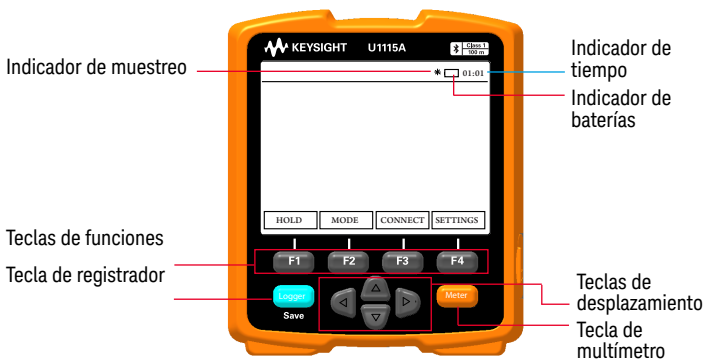 KEYSIGHT U1115A
Class 1
100 m
Indicador de muestreo
01:01
Indicador de
tiempo
Indicador de
baterías
HOLD MODE CONNECT SETTINGS
Teclas de funciones
F1 F2 F3 F4
Tecla de registrador
Logger
Save
Meter
Teclas de
desplazamiento
Tecla de
multímetro